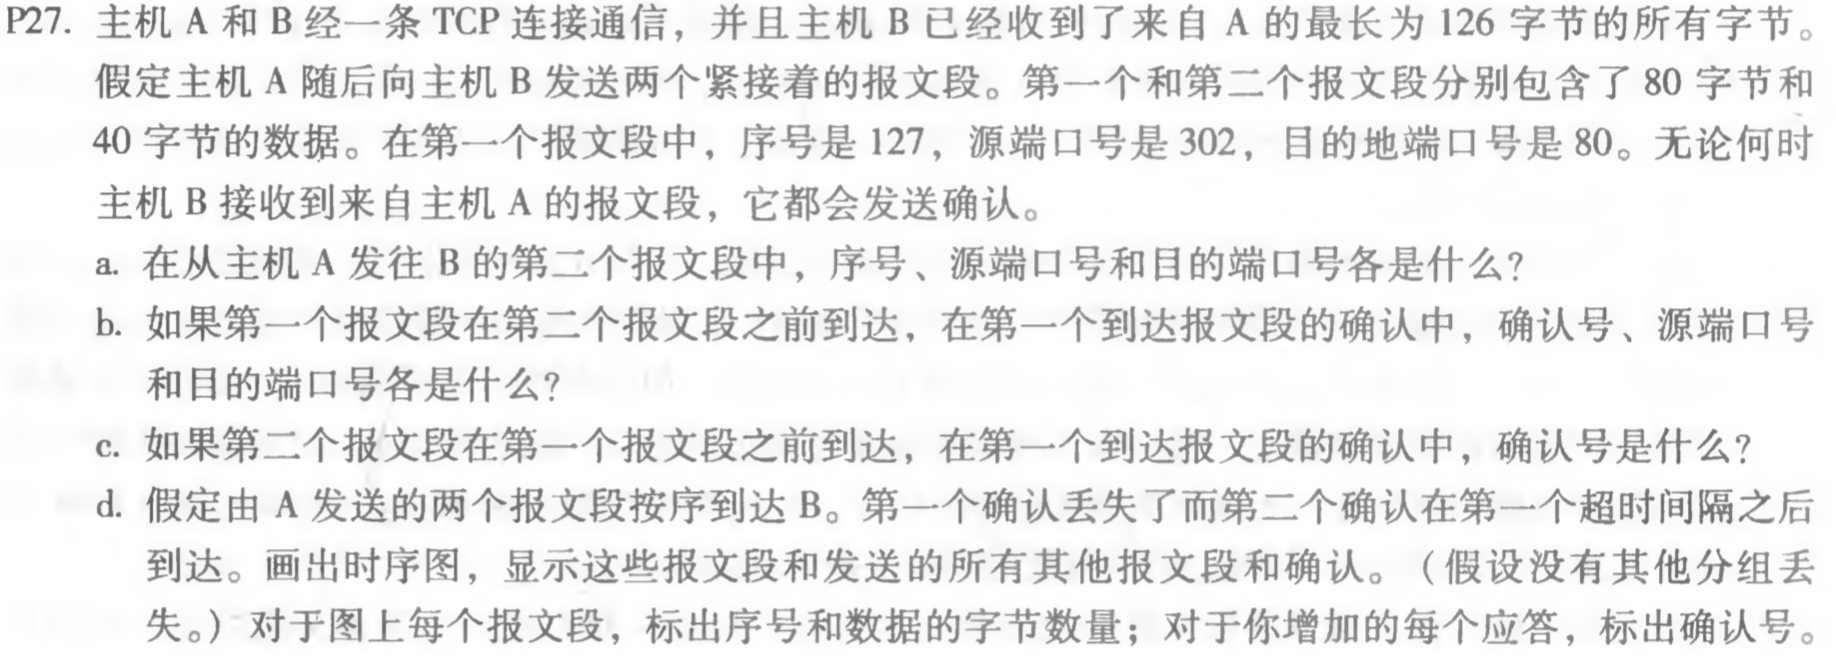 P27. 主机 A 和 B 经一条 TCP 连接通信，并且主机 B 已经收到了来自 A 的最长为 126 字节的所有字节。
假定主机 A 随后向主机 B 发送两个紧接着的报文段。第一个和第二个报文段分别包含了 80 字节和
40 字节的数据。在第一个报文段中，序号是 127，源端口号是 302，目的地端口号是 80。无论何时
主机 B 接收到来自主机 A 的报文段，它都会发送确认。
a. 在从主机 A 发往 B 的第二个报文段中，序号、源端口号和目的端口号各是什么？
b. 如果第一个报文段在第二个报文段之前到达，在第一个到达报文段的确认中，确认号、源端口号
和目的端口号各是什么？
c. 如果第二个报文段在第一个报文段之前到达，在第一个到达报文段的确认中，确认号是什么？
d. 假定由 A 发送的两个报文段按序到达 B。第一个确认丢失了而第二个确认在第一个超时间隔之后
到达。画出时序图，显示这些报文段和发送的所有其他报文段和确认。（假设没有其他分组丢
失。）对于图上每个报文段，标出序号和数据的字节数量；对于你增加的每个应答，标出确认号。